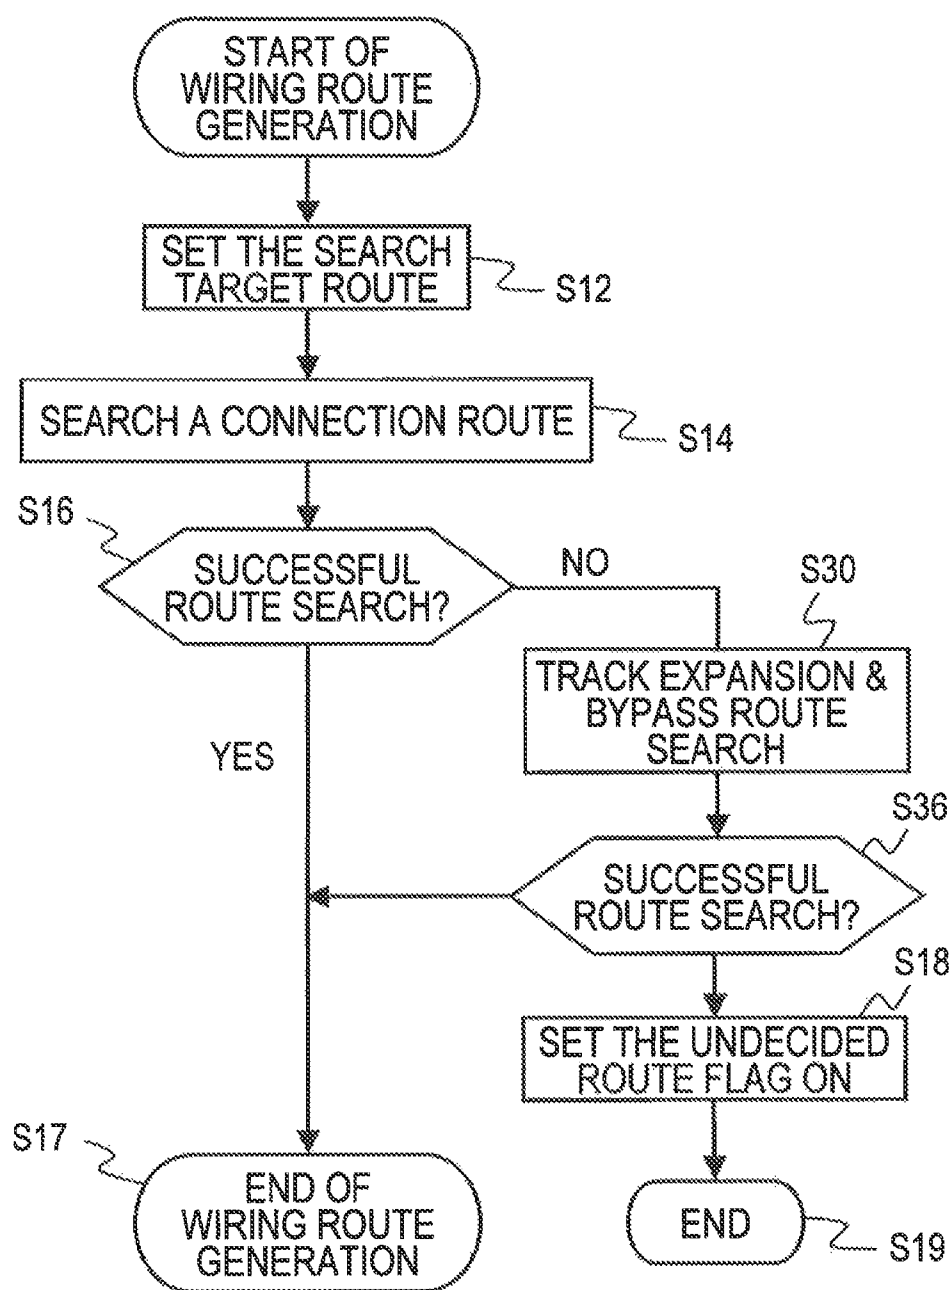 START OF
WIRING ROUTE
GENERATION
SET THE SEARCH
TARGET ROUTE
S12
SEARCH A CONNECTION ROUTE
S14
S16
SUCCESSFUL
ROUTE SEARCH?
NO
YES
S30
TRACK EXPANSION &
BYPASS ROUTE
SEARCH
S36
SUCCESSFUL
ROUTE SEARCH?
S18
SET THE UNDECIDED
ROUTE FLAG ON
S17
END OF
WIRING ROUTE
GENERATION
END
S19